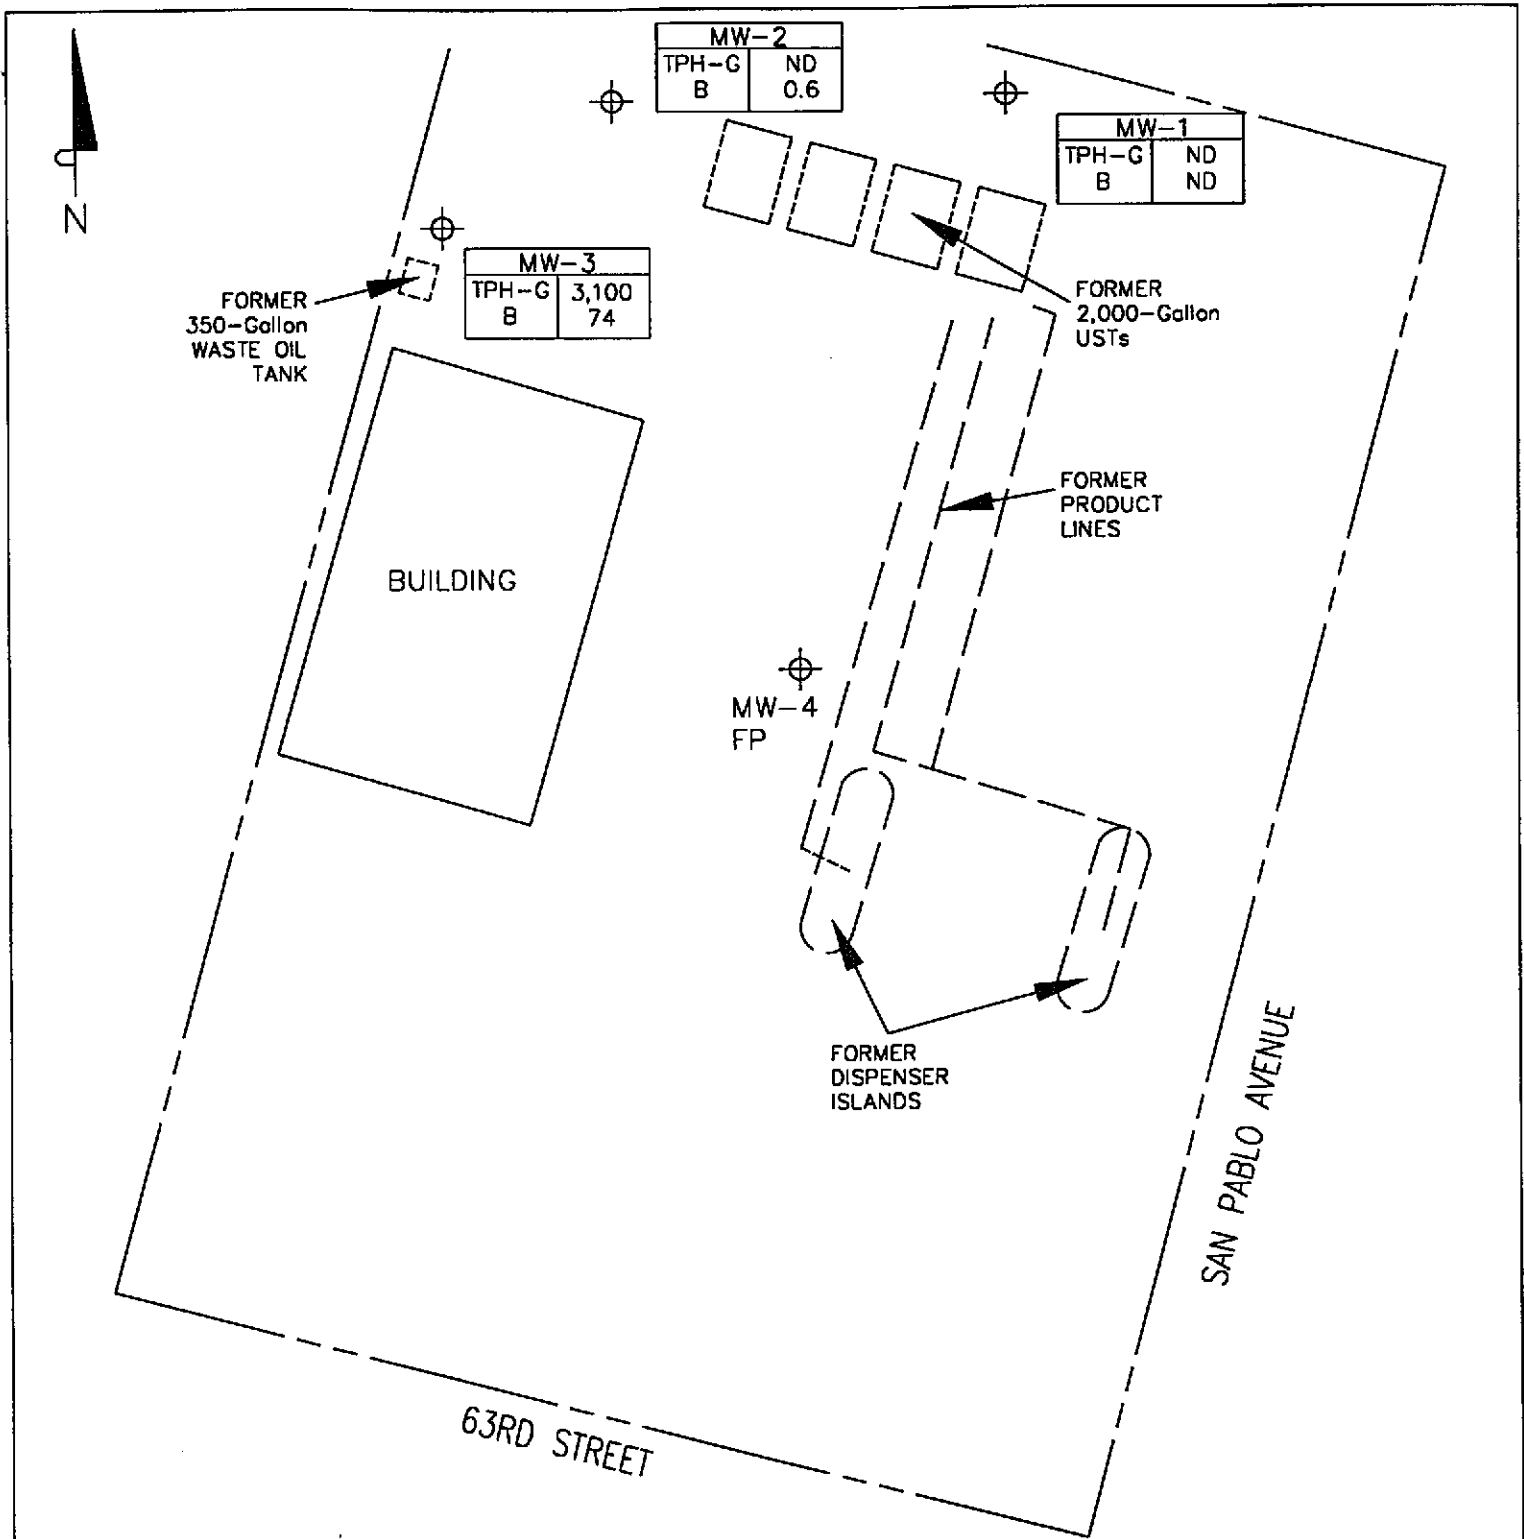 N
MW-2
TPH-G ND
B 0.6
MW-1
TPH-G ND
B ND
MW-3
TPH-G 3,100
B 74
FORMER
350-Gallon
WASTE OIL
TANK
FORMER
2,000-Gallon
USTs
FORMER
PRODUCT
LINES
BUILDING
MW-4
FP
FORMER
DISPENSER
ISLANDS
SAN PABLO AVENUE
63RD STREET